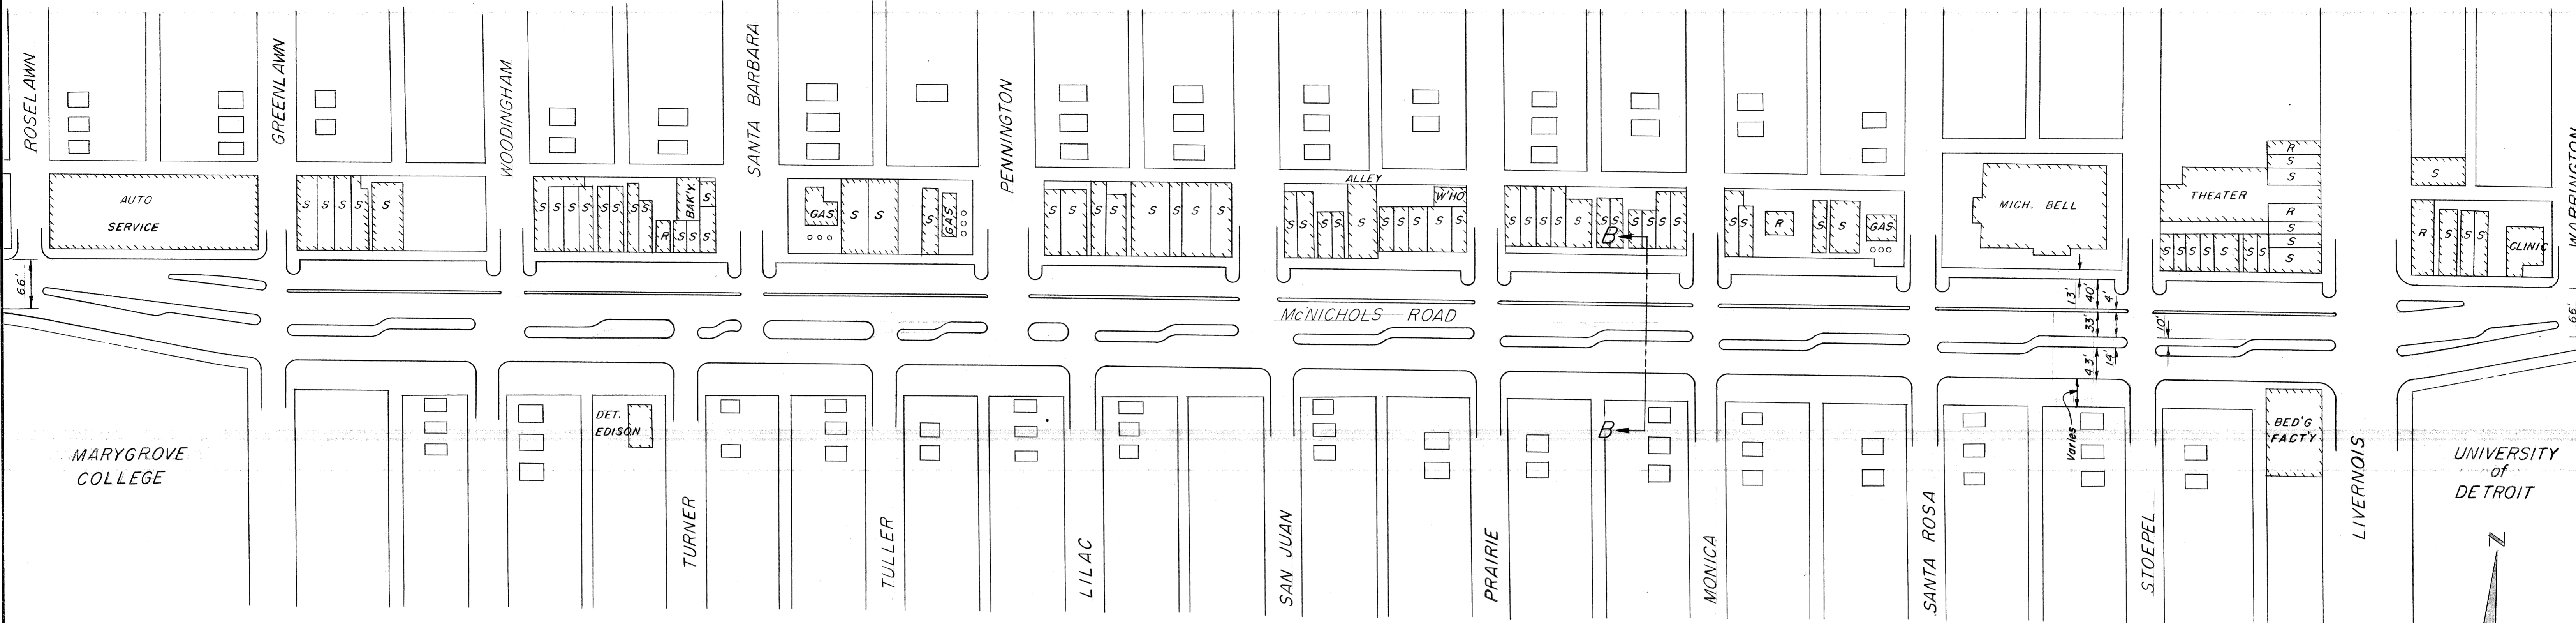 ROSELAWN
GREENLAWN
WOODINGHAM
SANTA BARBARA
PENNINGTON
WARRINGTON
AUTO
SERVICE
S S S S S
S S S S S S S S
BAK'Y.
S
R S S S
GAS
S S
S
GAS
S S S S S S S S
ALLEY
S S S S S
W'HO
S S S S S S
S S S S S S
S S
B
S S S S
S S
R
S S
GAS
MICH. BELL
THEATER
R
S
S
R
S
S
S
S S S S S S S
S
R S S S
CLINIC
66'
McNICHOLS ROAD
13'
40'
4'
33'
10'
43'
14'
66'
Varies
B
MARYGROVE
COLLEGE
DET.
EDISON
BED'G
FACT'Y
UNIVERSITY
of
DETROIT
TURNER
TULLER
LILAC
SAN JUAN
PRAIRIE
MONICA
SANTA ROSA
STOEPEL
LIVERNOIS
N